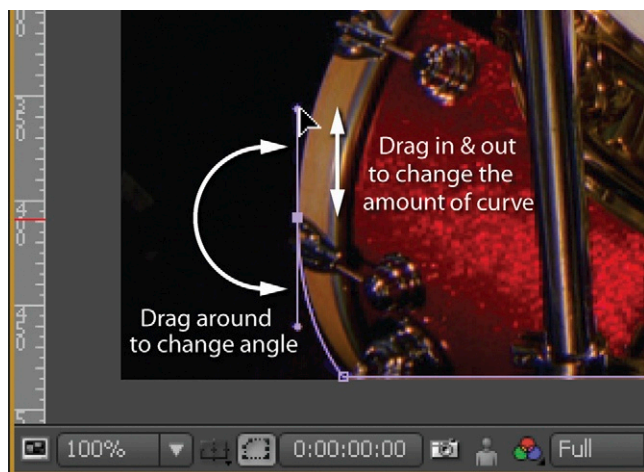 Drag in & out
to change the
amount of curve
Drag around
to change angle
100%
0:00:00:00
Full